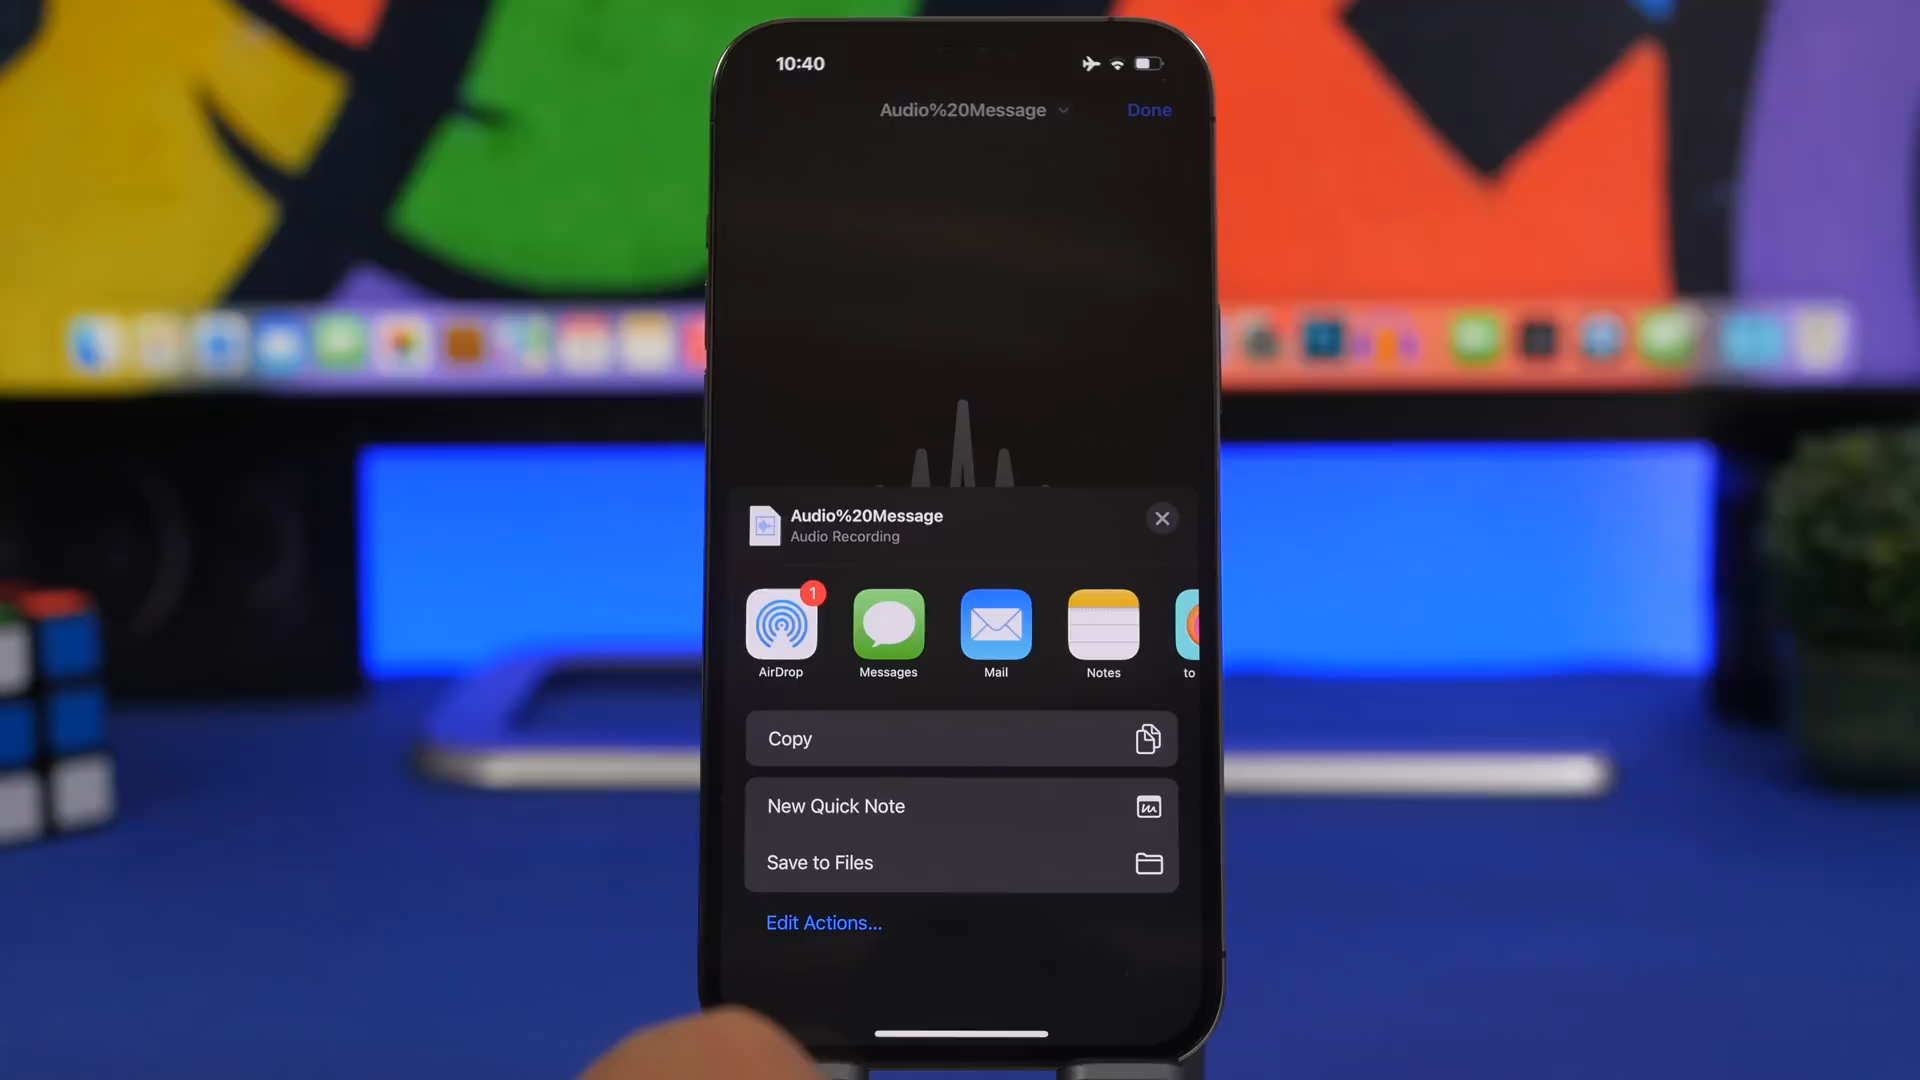 10:40
Audio%20Message
Done
Audio%20Message
Audio Recording
1
AirDrop
Messages
Mail
Notes
to
Copy
New Quick Note
Save to Files
Edit Actions...